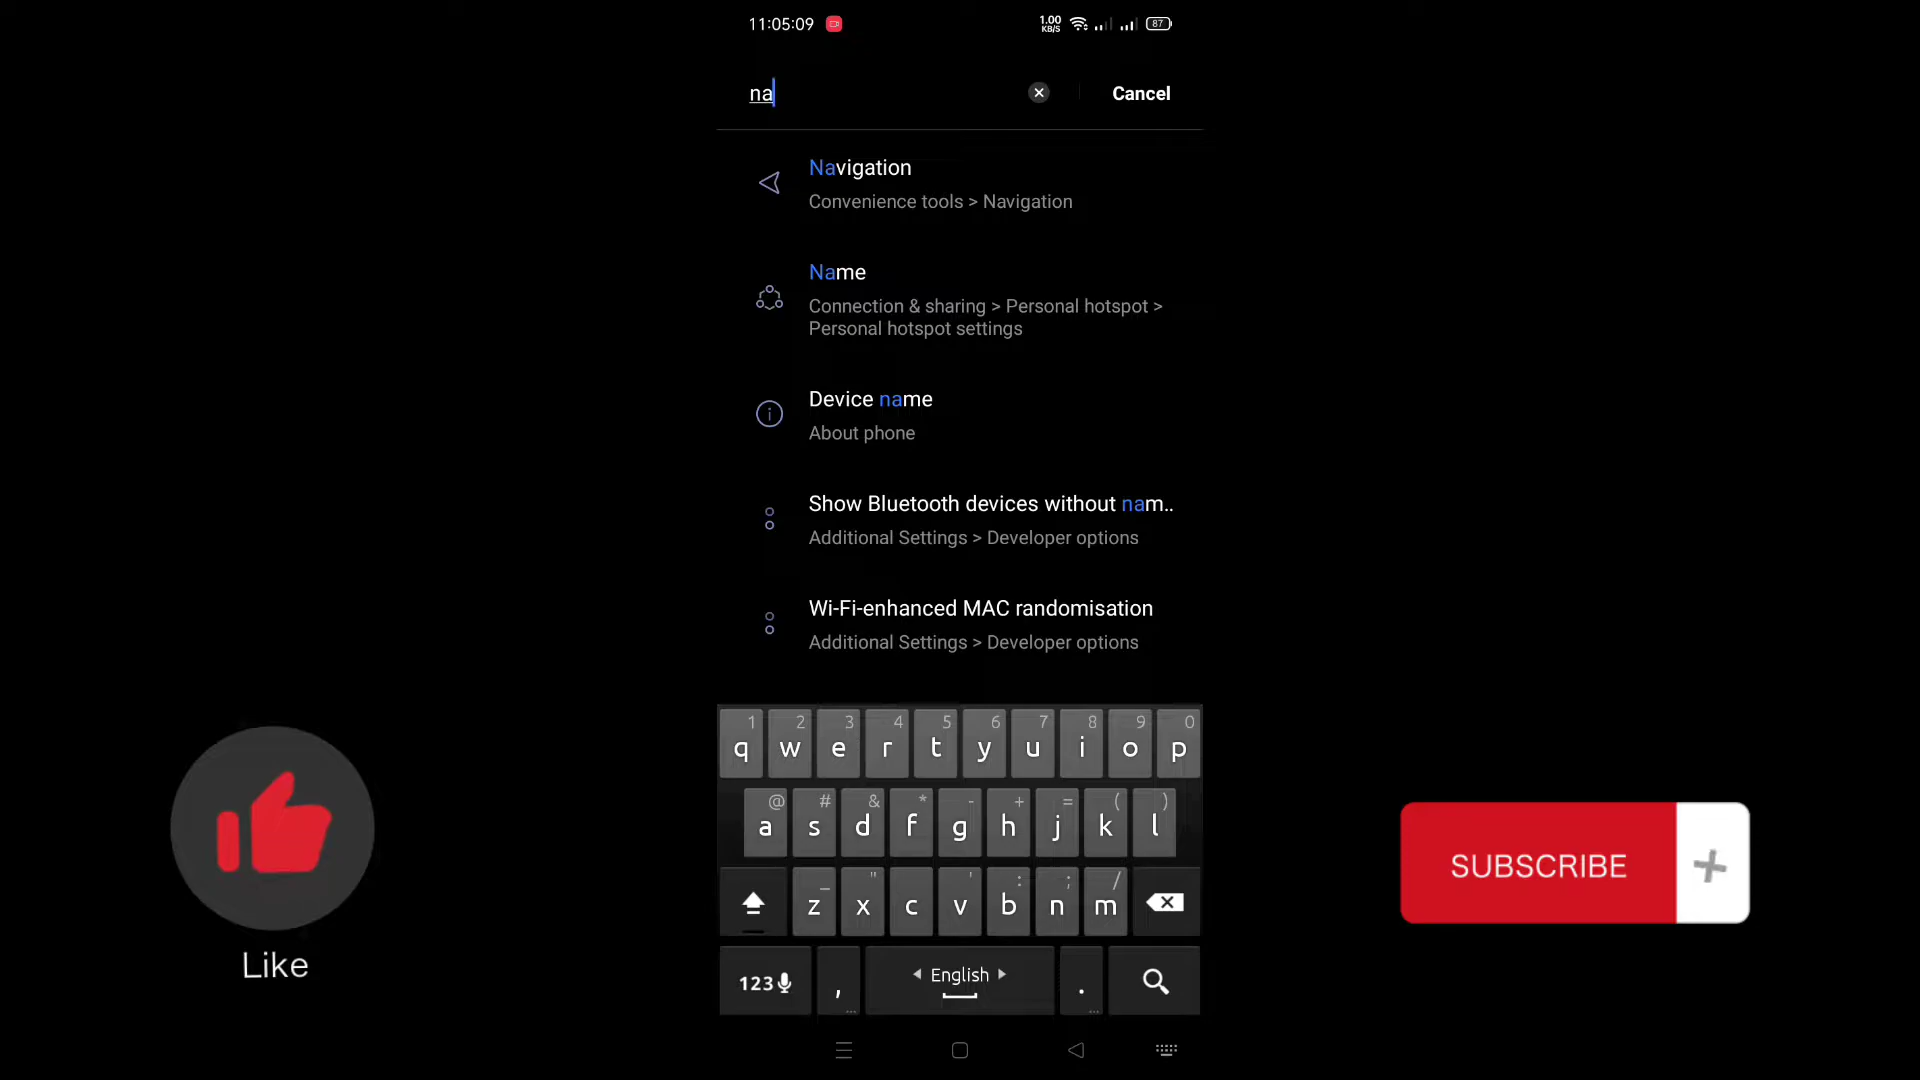 11:05:09
1.00 KB/S
87
na
Cancel
Navigation
Convenience tools > Navigation
Name
Connection & sharing > Personal hotspot >
Personal hotspot settings
Device name
About phone
Show Bluetooth devices without nam..
Additional Settings > Developer options
Wi-Fi-enhanced MAC randomisation
Additional Settings > Developer options
1 2 3 4 5 6 7 8 9 0
q w e r t y u i o p
@ # & * - + = ( )
a s d f g h j k l
_ " ' : ; /
z x c v b n m
123 , English .
Like
SUBSCRIBE +